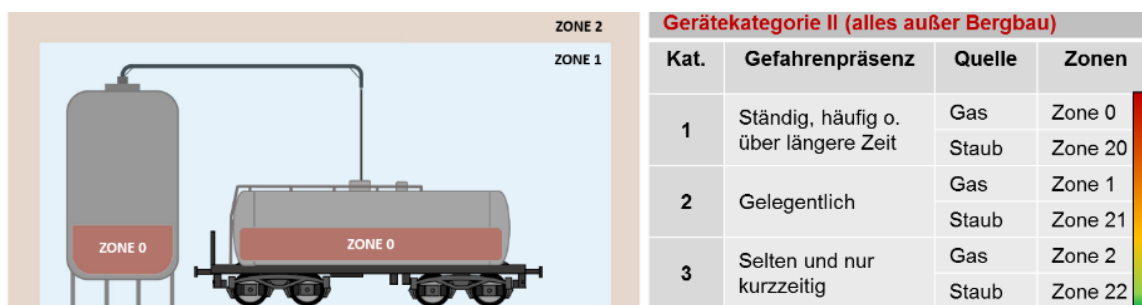 ZONE 2
ZONE 1
ZONE 0
ZONE 0
Gerätekategorie II (alles außer Bergbau)
Kat. Gefahrenpräsenz Quelle Zonen
1 Ständig, häufig o. über längere Zeit Gas Zone 0
Staub Zone 20
2 Gelegentlich Gas Zone 1
Staub Zone 21
3 Selten und nur kurzzeitig Gas Zone 2
Staub Zone 22